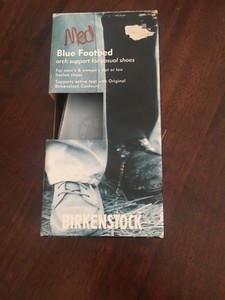 Med
Blue Footbed
arch support for casual shoes
For men's & women's flat or low
heeled shoes
Supports active feet with Original
Birkenstock Contours
BIRKENSTOCK